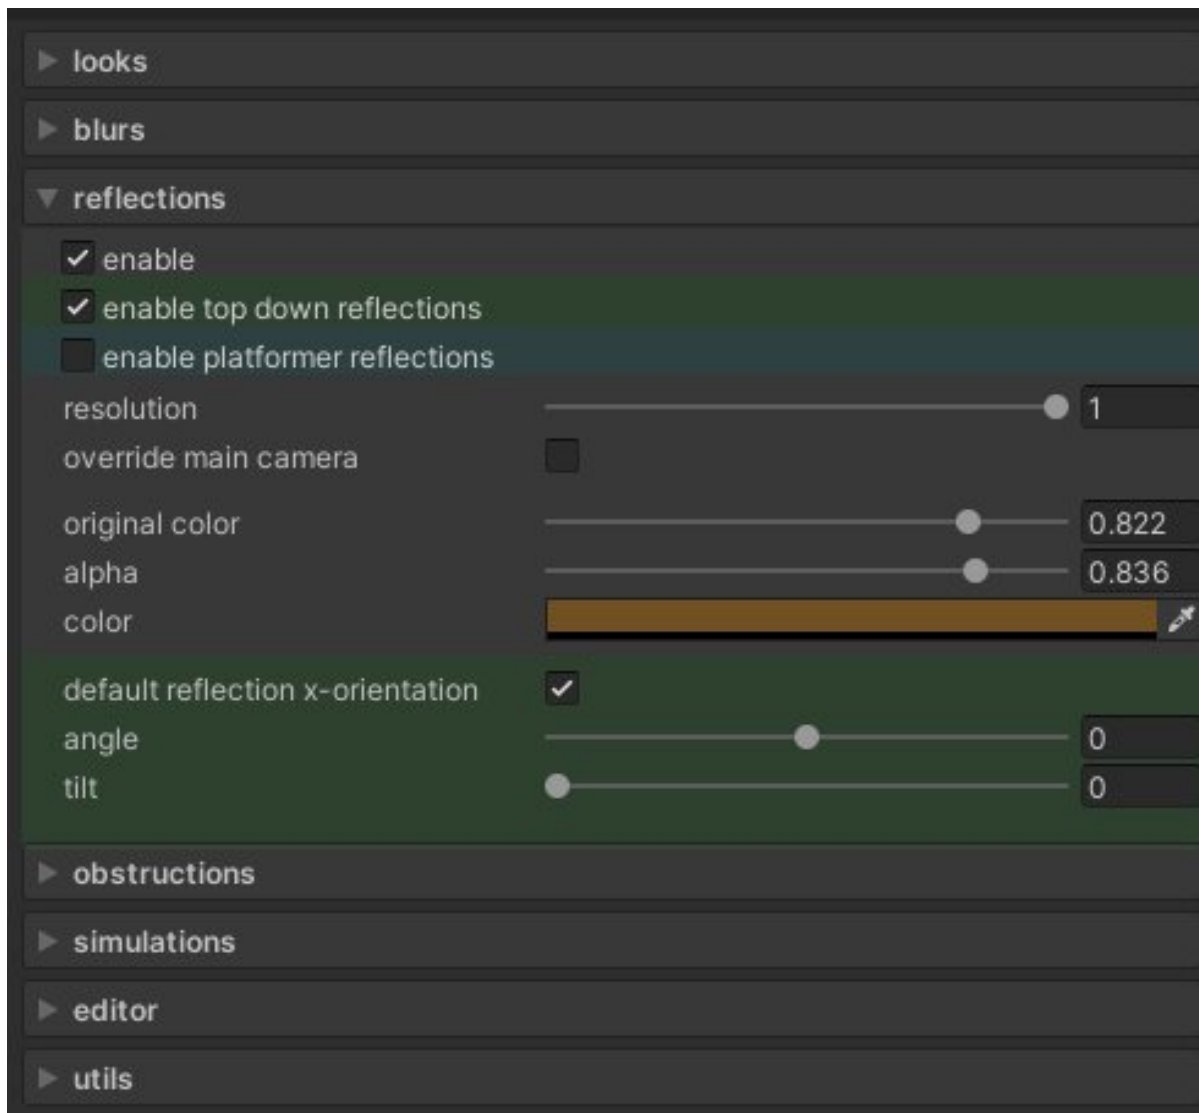 looks
blurs
reflections
enable
enable top down reflections
enable platformer reflections
resolution 1
override main camera
original color 0.822
alpha 0.836
color
default reflection x-orientation
angle 0
tilt 0
obstructions
simulations
editor
utils